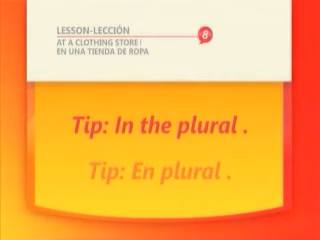 LESSON-LECCIÓN
8
AT A CLOTHING STORE |
EN UNA TIENDA DE ROPA
Tip: In the plural .
Tip: En plural .